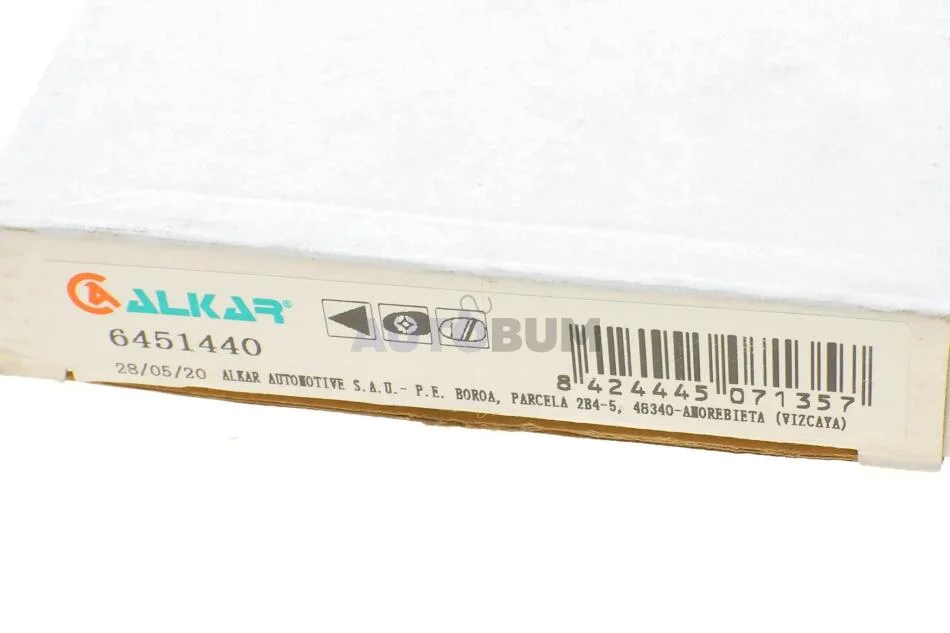 ALKAR®
6451440
AUTOBUM
8 424445 071357
28/05/20 ALKAR AUTOMOTIVE S.A.U.- P.E. BOROA, PARCELA 2B4-5, 48340-AMOREBIETA (VIZCAYA)